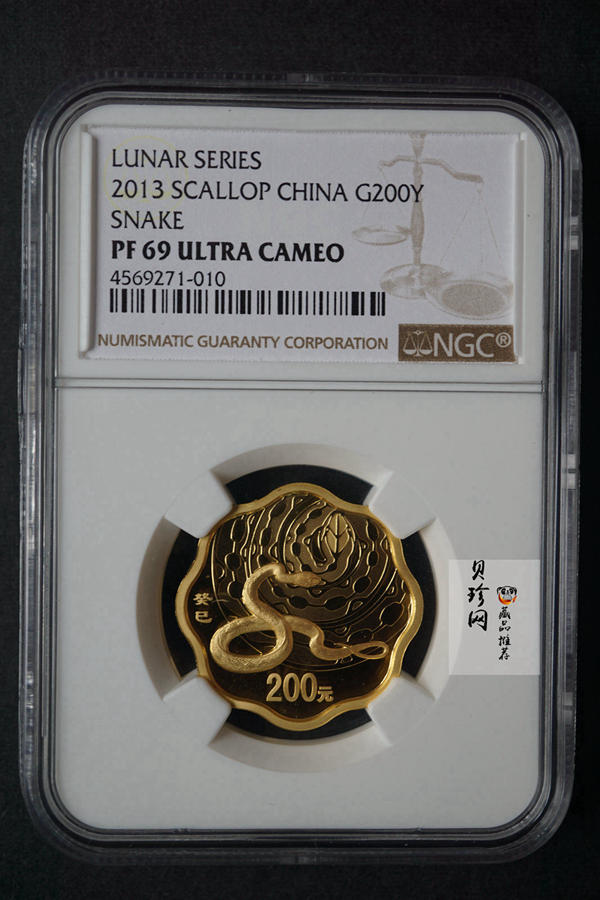 LUNAR SERIES
2013 SCALLOP CHINA G200Y
SNAKE
PF 69 ULTRA CAMEO
4569271-010
NUMISMATIC GUARANTY CORPORATION
NGC®
癸巳
200元
贝珍网
藏品
推荐